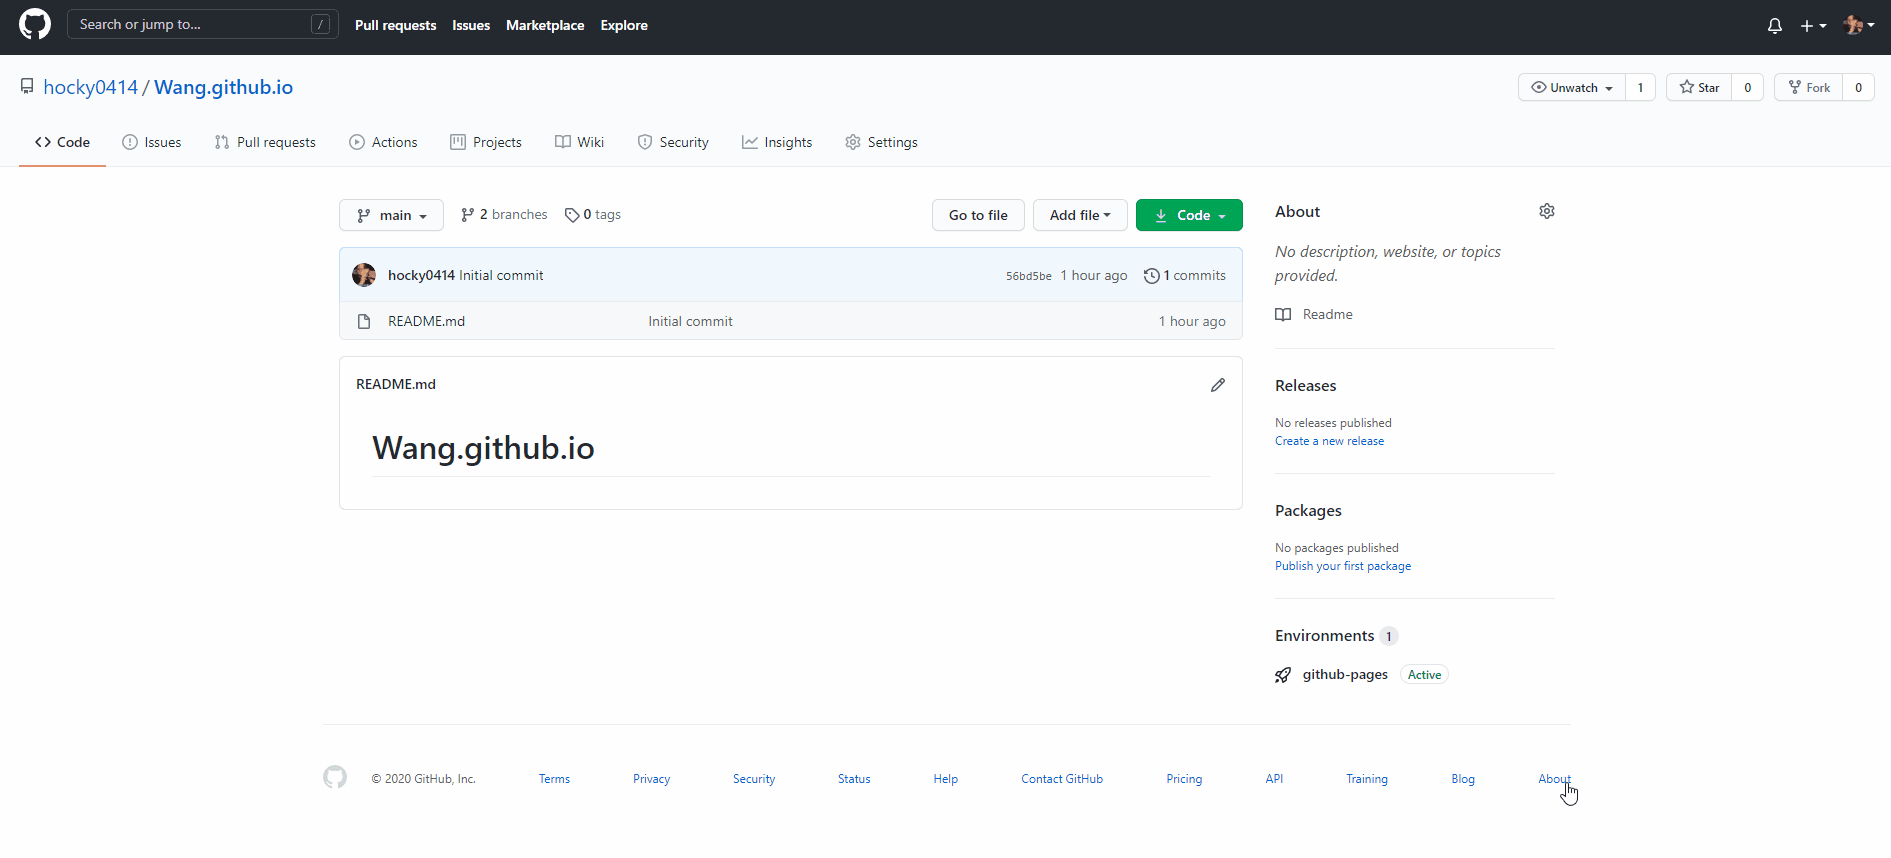 Search or jump to... /
Pull requests Issues Marketplace Explore
hocky0414 / Wang.github.io
Unwatch 1 Star 0 Fork 0
Code Issues Pull requests Actions Projects Wiki Security Insights Settings
main 2 branches 0 tags Go to file Add file Code
hocky0414 Initial commit 56bd5be 1 hour ago 1 commits
README.md Initial commit 1 hour ago
README.md
Wang.github.io
About
No description, website, or topics
provided.
Readme
Releases
No releases published
Create a new release
Packages
No packages published
Publish your first package
Environments 1
github-pages Active
© 2020 GitHub, Inc. Terms Privacy Security Status Help Contact GitHub Pricing API Training Blog About